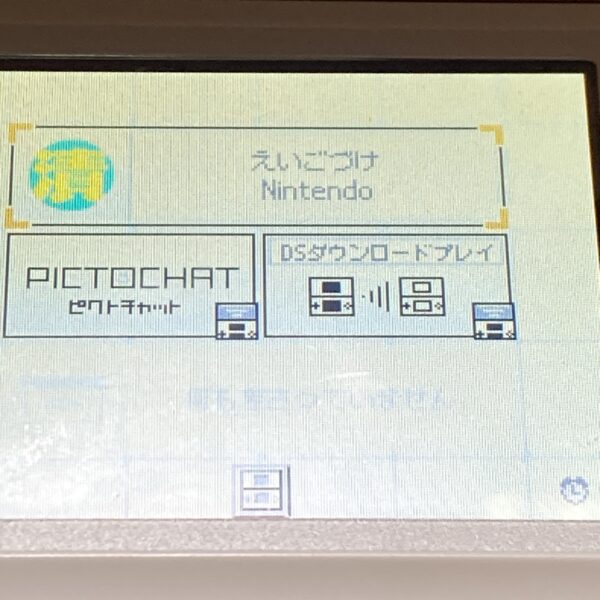 漬
えいごづけ
Nintendo
PICTOCHAT
ピクトチャット
DSダウンロードプレイ